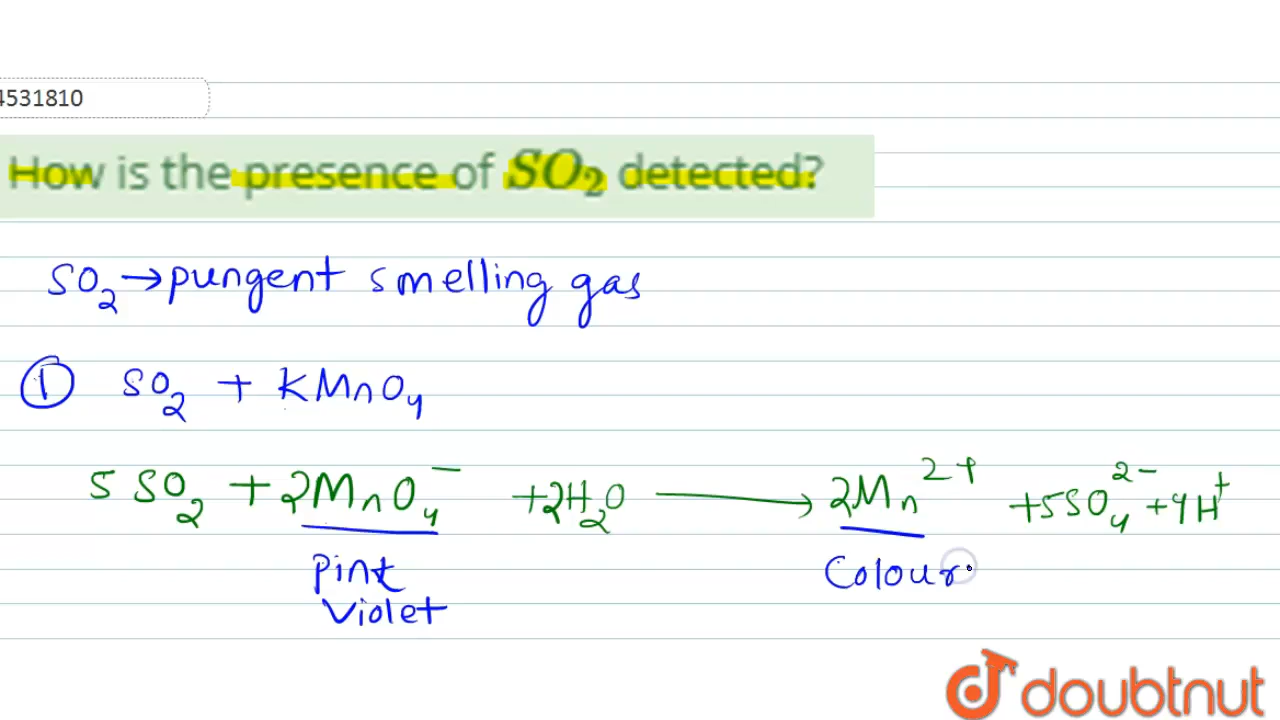 4531810
How is the presence of SO₂ detected?
SO₂ → pungent smelling gas
① SO₂ + KMnO₄
5 SO₂ + 2MnO₄⁻ + 2H₂O → 2Mn²⁺ + 5SO₄²⁻ + 4H⁺
Pink Colour
Violet
doubtnut